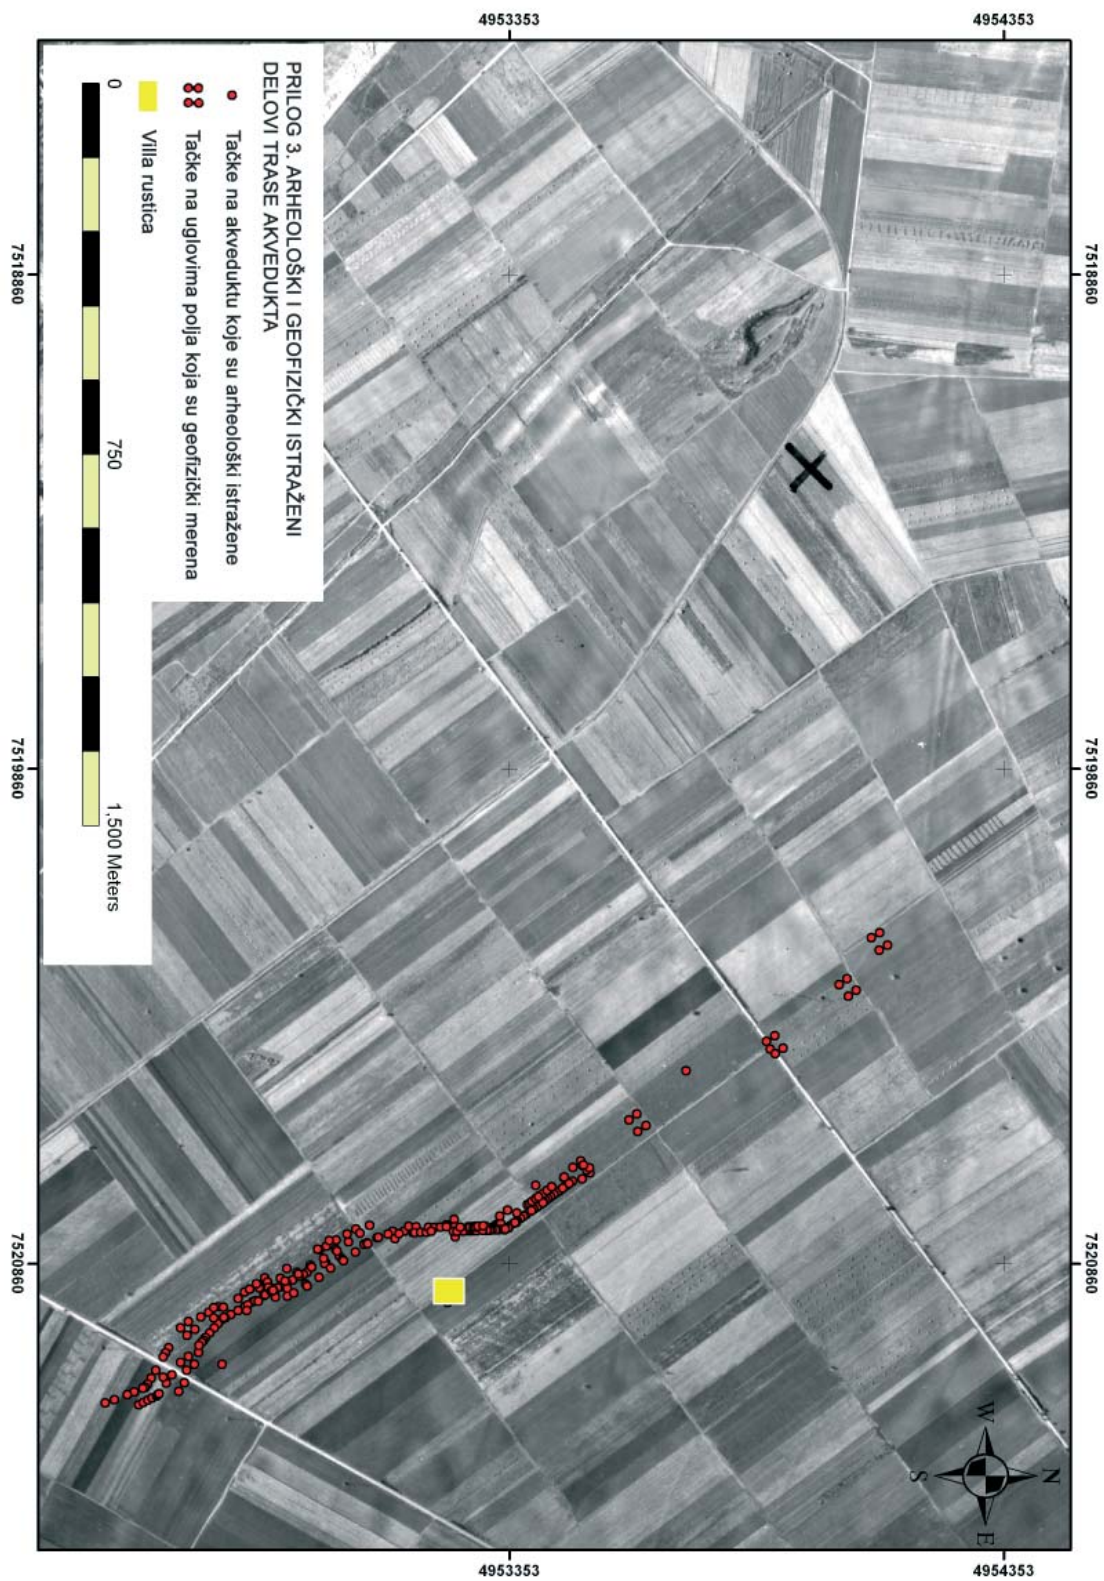 4953353
4954353
PRILOG 3. ARHEOLOŠKI I GEOFIZIČKI ISTRAŽENI
DELOVI TRASE AKVEDUKTA
Tačke na akveduktu koje su arheološki istražene
Tačke na uglovima polja koja su geofizički merena
Villa rustica
0
750
1,500 Meters
7518860
7518860
7519860
7519860
7520860
7520860
N
W
E
S
4953353
4954353